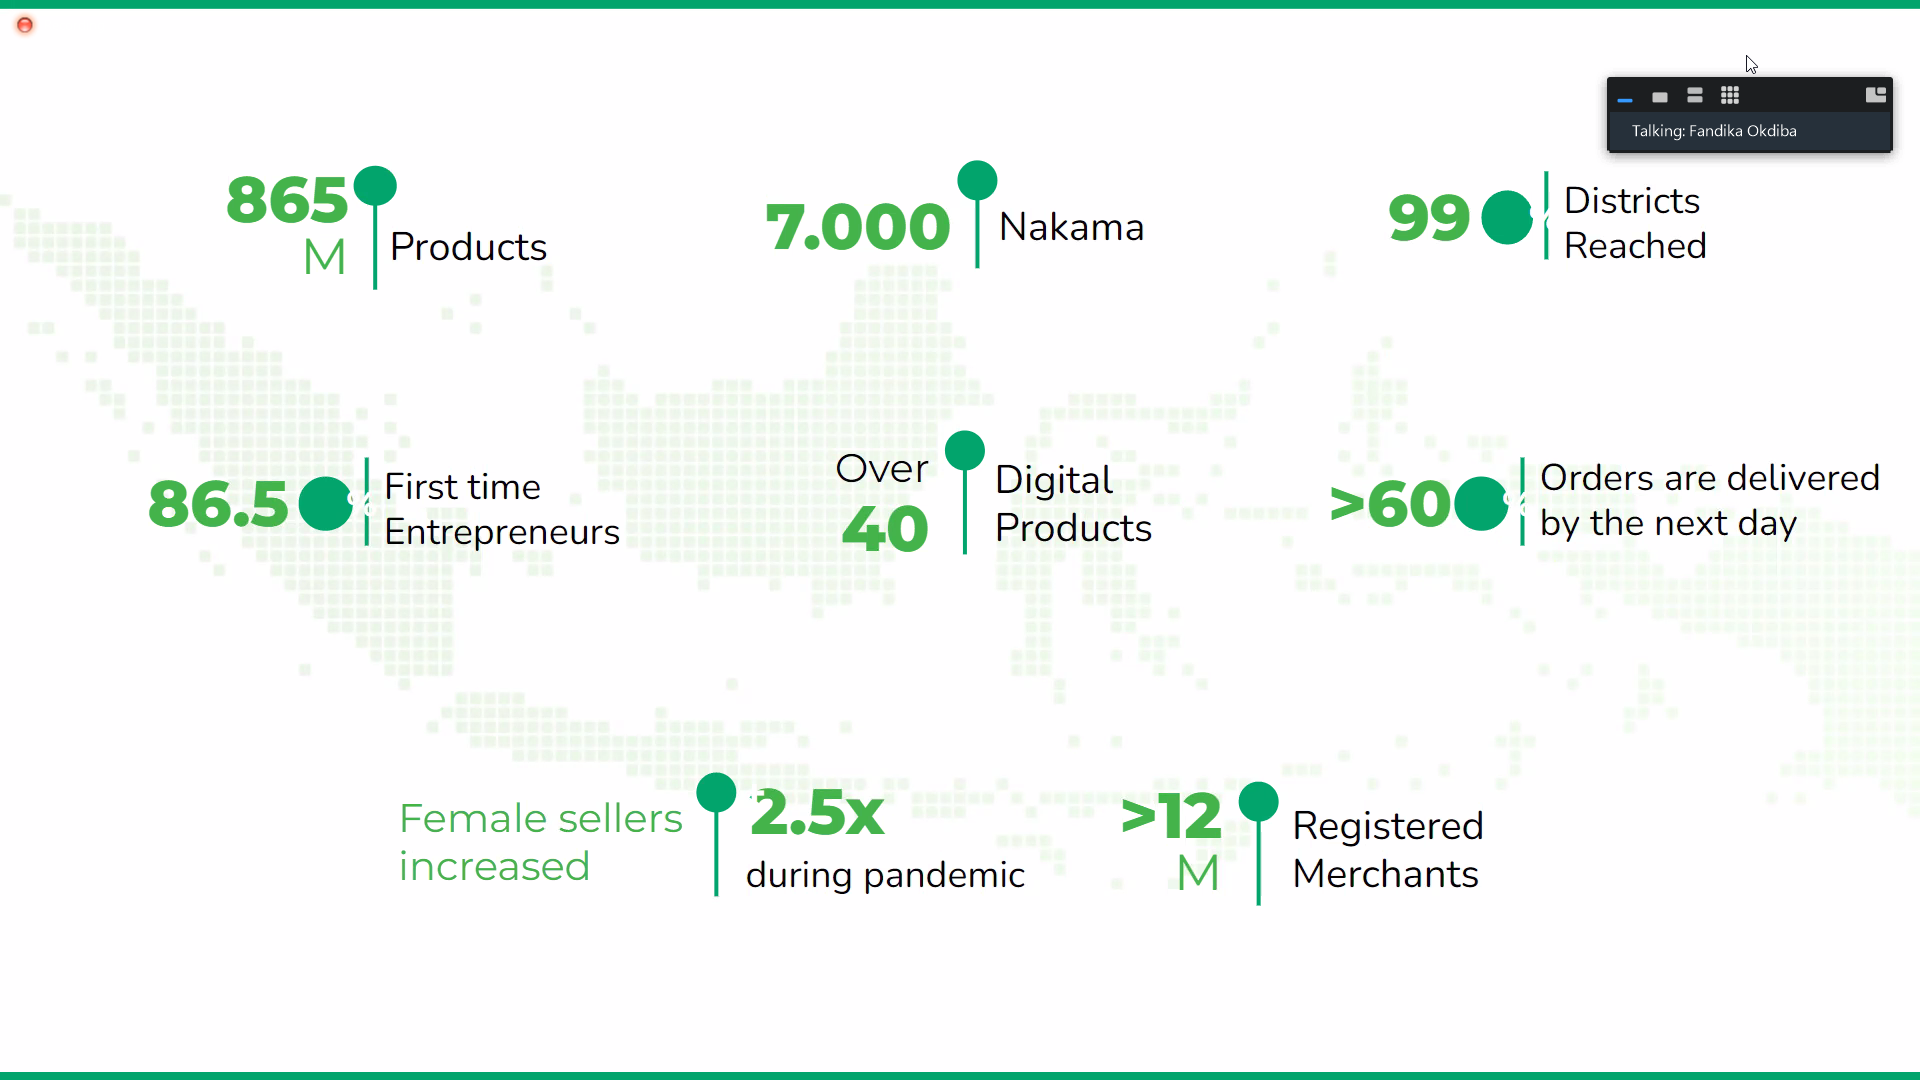 Talking: Fandika Okdiba
865
M
Products
7.000
Nakama
99 %
Districts
Reached
86.5 %
First time
Entrepreneurs
Over
40
Digital
Products
>60 %
Orders are delivered
by the next day
Female sellers
increased
2.5x
during pandemic
>12
M
Registered
Merchants